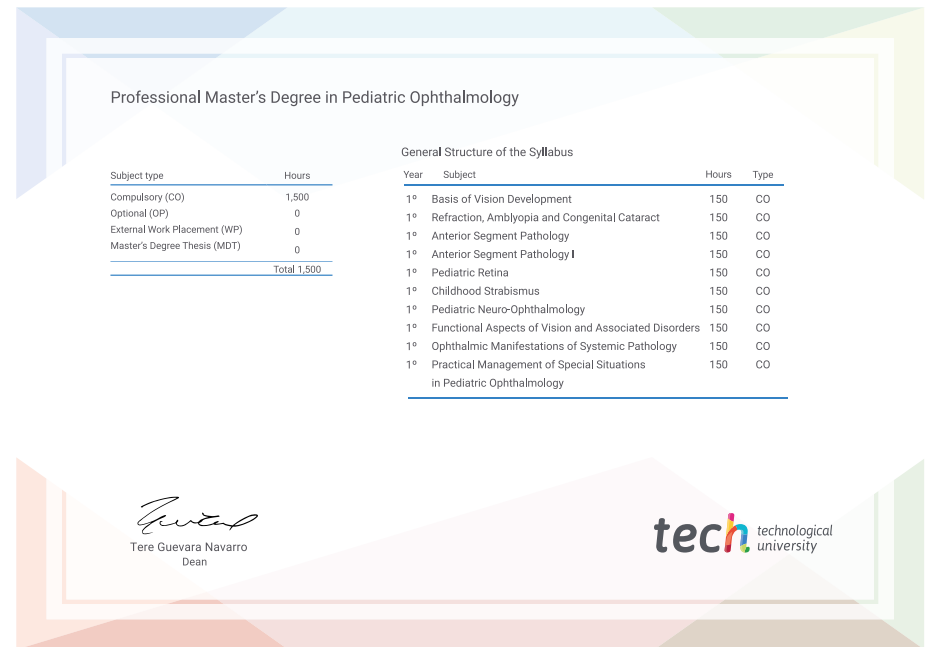 Professional Master's Degree in Pediatric Ophthalmology
General Structure of the Syllabus
Subject type Hours
Compulsory (CO) 1,500
Optional (OP) 0
External Work Placement (WP) 0
Master's Degree Thesis (MDT) 0
Total 1,500
Year Subject Hours Type
1º Basis of Vision Development 150 CO
1º Refraction, Amblyopia and Congenital Cataract 150 CO
1º Anterior Segment Pathology 150 CO
1º Anterior Segment Pathology I 150 CO
1º Pediatric Retina 150 CO
1º Childhood Strabismus 150 CO
1º Pediatric Neuro-Ophthalmology 150 CO
1º Functional Aspects of Vision and Associated Disorders 150 CO
1º Ophthalmic Manifestations of Systemic Pathology 150 CO
1º Practical Management of Special Situations 150 CO
in Pediatric Ophthalmology
Tere Guevara Navarro
Dean
tech technological
university